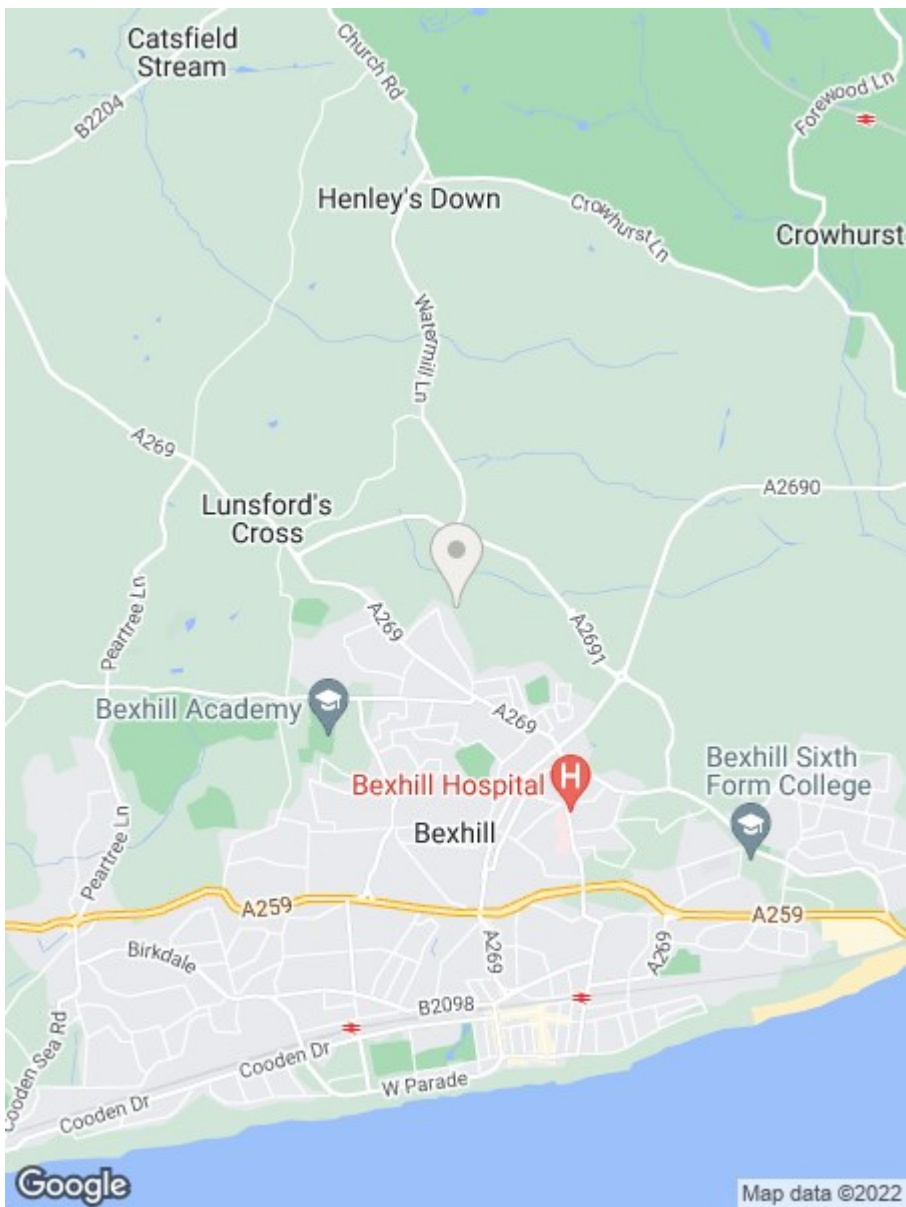 Catsfield
Stream
Church Rd
B2204
Forewood Ln
Henley's Down
Crowhurst Ln
Crowhurst
Watermill Ln
A269
A2690
Lunsford's
Cross
Peartree Ln
A269
A2691
Bexhill Academy
A269
Bexhill Sixth
Form College
Bexhill Hospital
H
Bexhill
Peartree Ln
A259
A259
Birkdale
A269
A269
B2098
Cooden Sea Rd
Cooden Dr
W Parade
Cooden Dr
Google
Map data ©2022